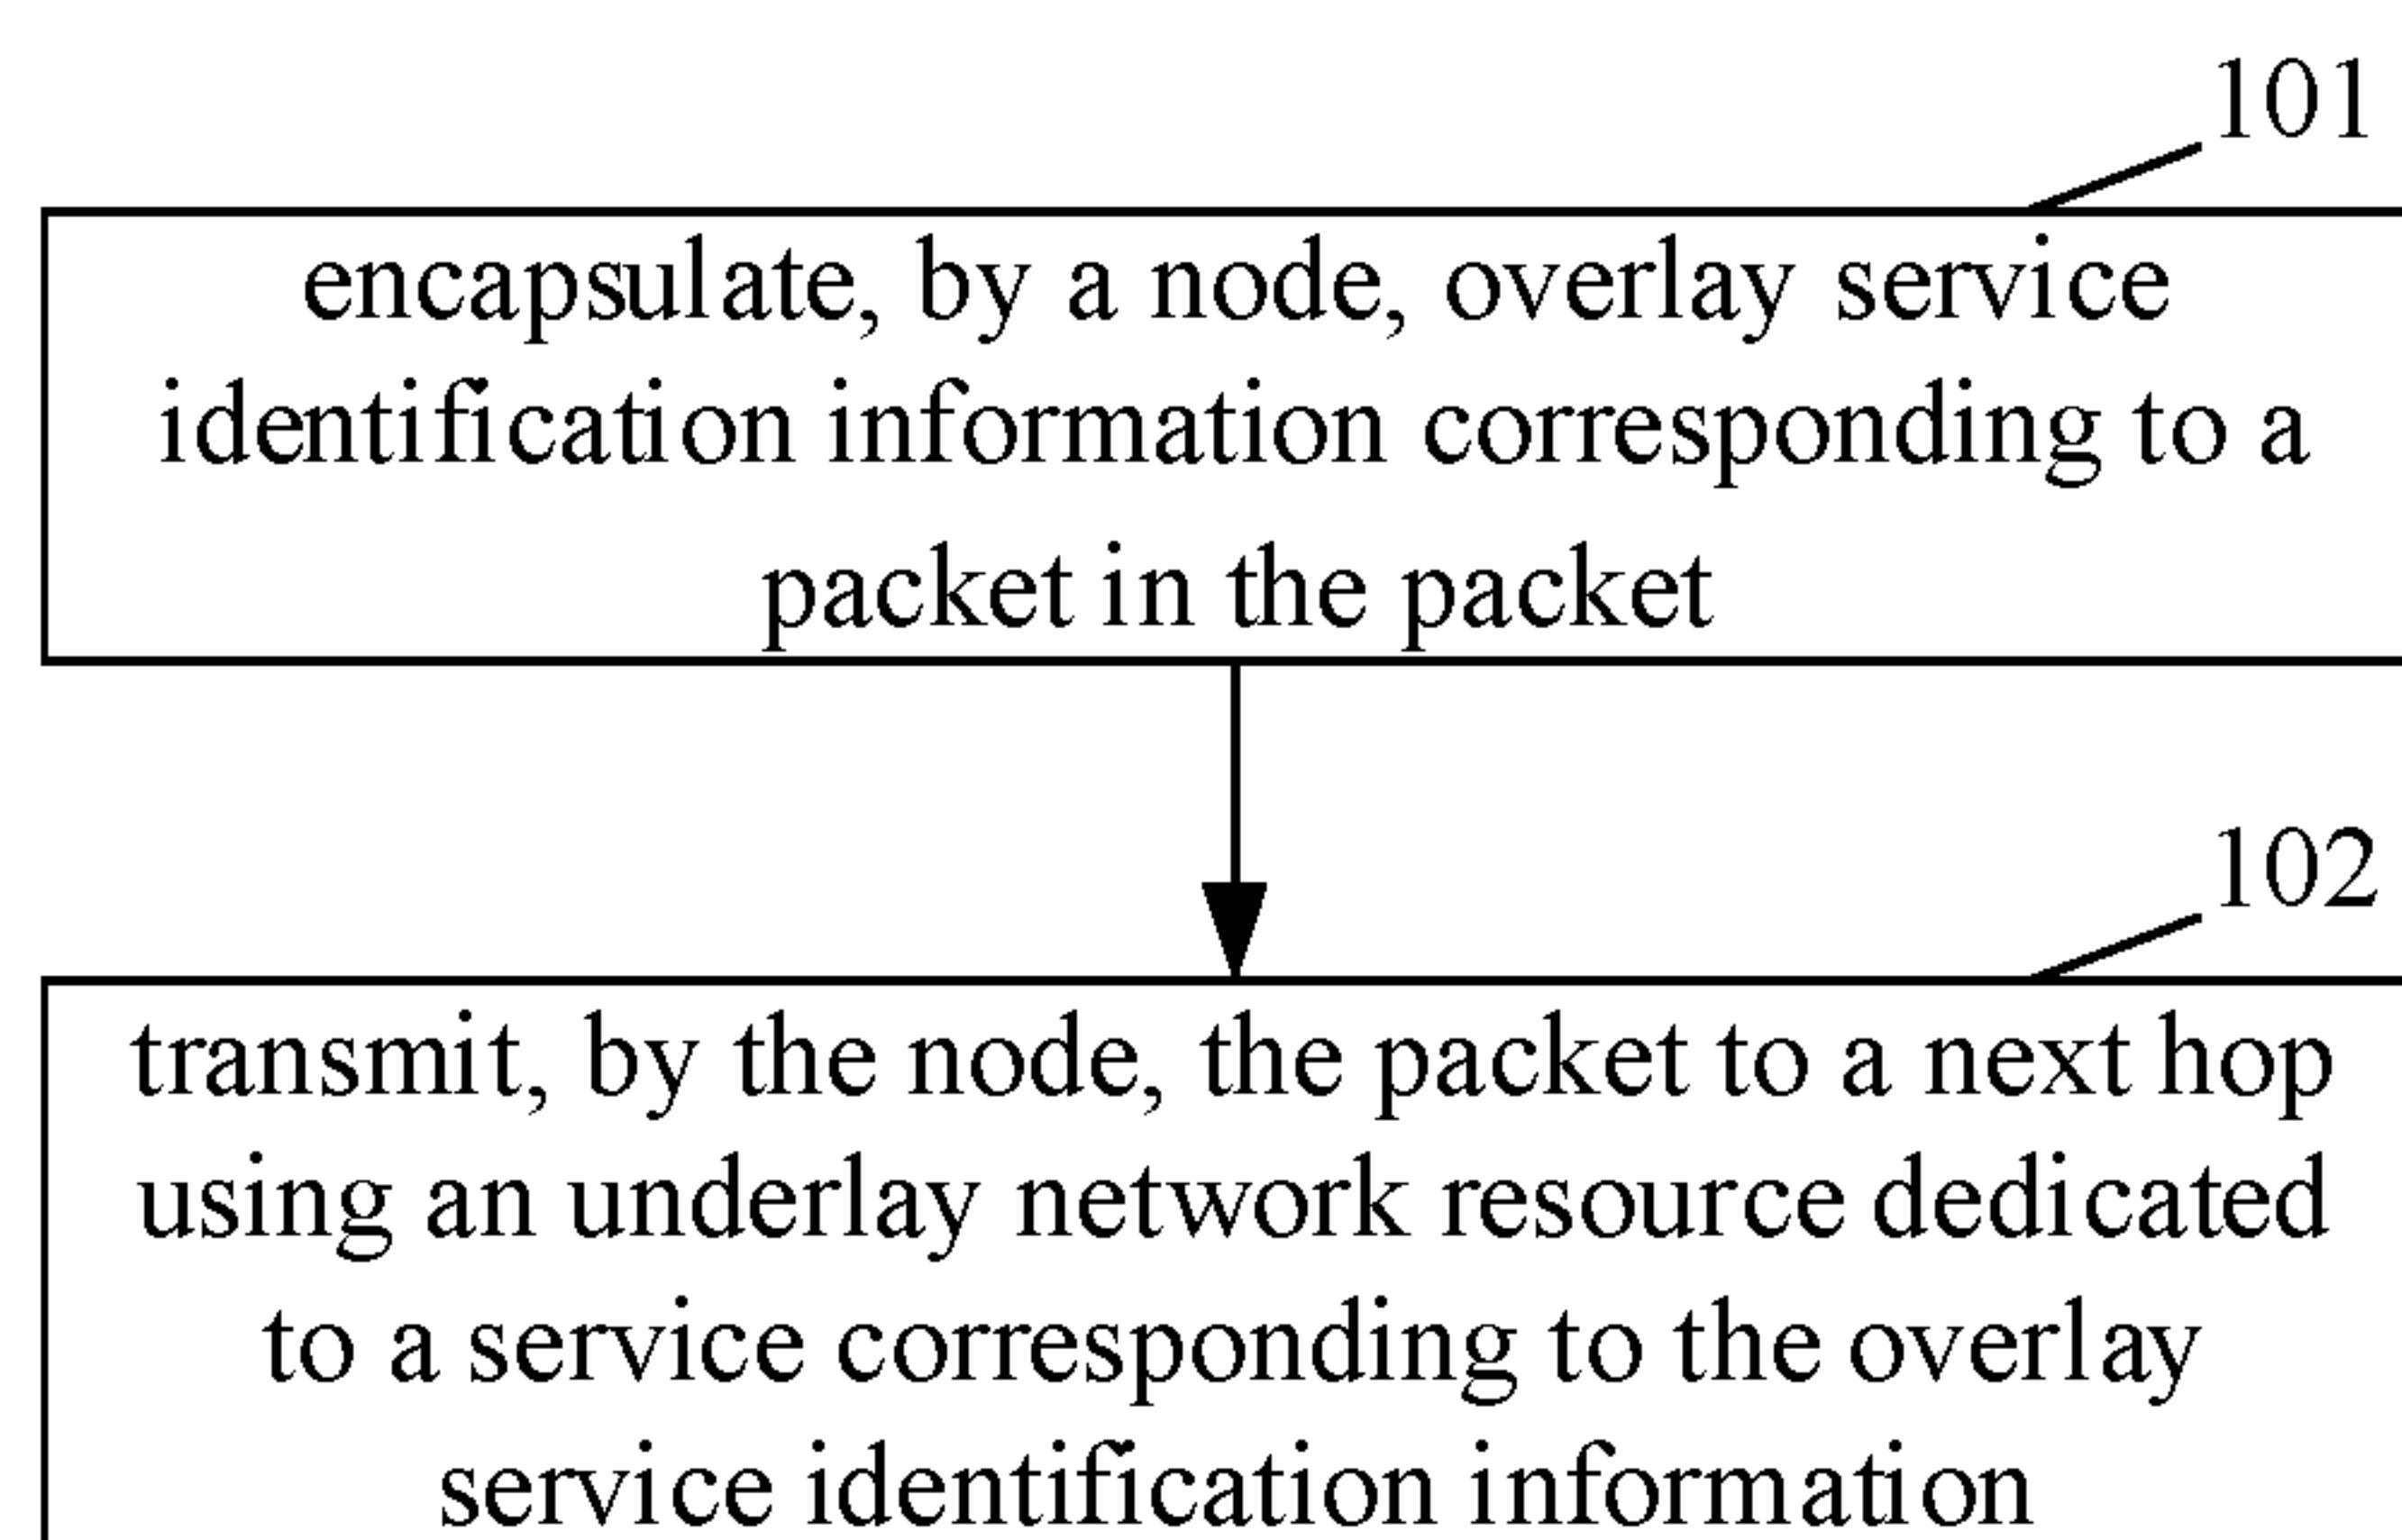 101
encapsulate, by a node, overlay service
identification information corresponding to a
packet in the packet
102
transmit, by the node, the packet to a next hop
using an underlay network resource dedicated
to a service corresponding to the overlay
service identification information